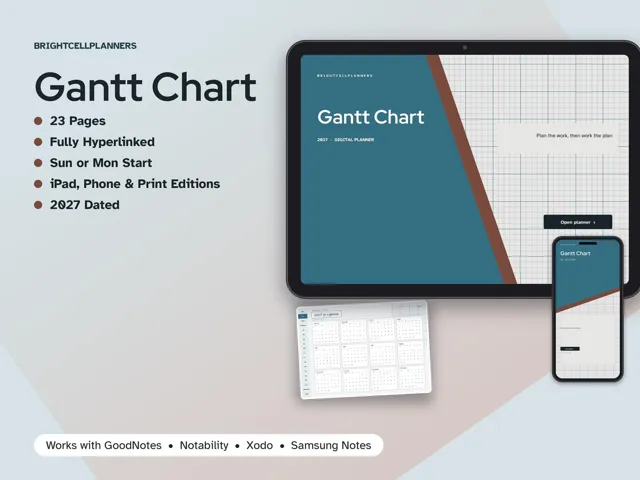 BRIGHTCELLPLANNERS
Gantt Chart
23 Pages
Fully Hyperlinked
Sun or Mon Start
iPad, Phone & Print Editions
2027 Dated
BRIGHTCELLPLANNERS
Gantt Chart
2027 · DIGITAL PLANNER
Plan the work, then work the plan
Open planner ›
Gantt Chart
Works with GoodNotes • Notability • Xodo • Samsung Notes